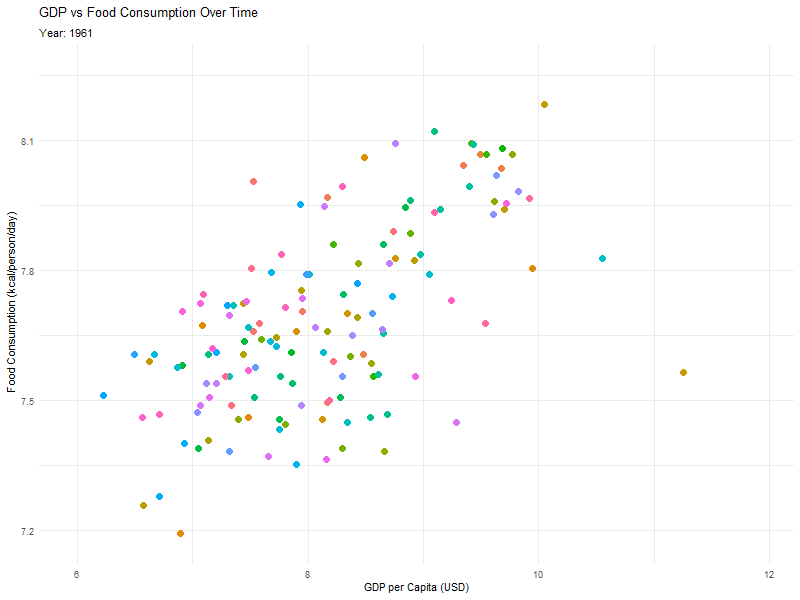 GDP vs Food Consumption Over Time
Year: 1961
Food Consumption (kcal/person/day)
8.1
7.8
7.5
7.2
6
8
10
12
GDP per Capita (USD)